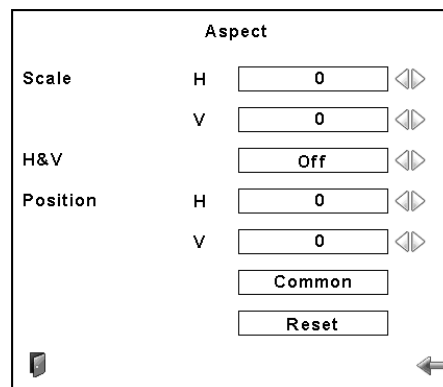 Aspect
Scale H 0
V 0
H&V Off
Position H 0
V 0
Common
Reset